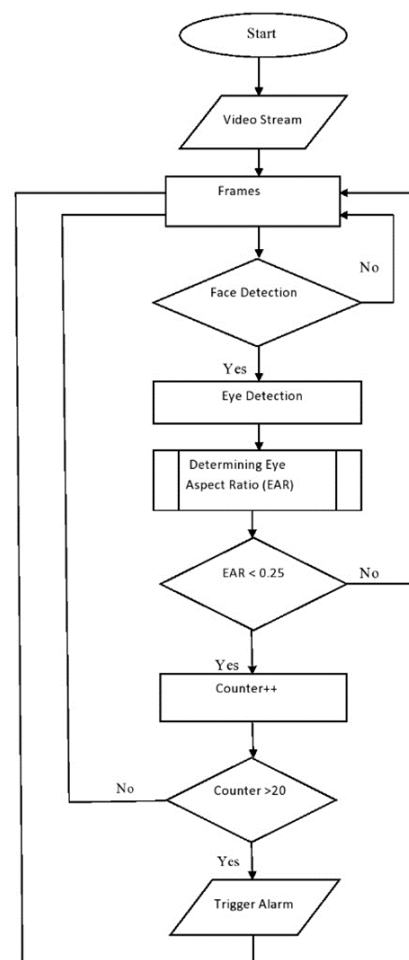 Start
Video Stream
Frames
No
Face Detection
Yes
Eye Detection
Determining Eye
Aspect Ratio (EAR)
EAR < 0.25
No
Yes
Counter++
No
Counter >20
Yes
Trigger Alarm